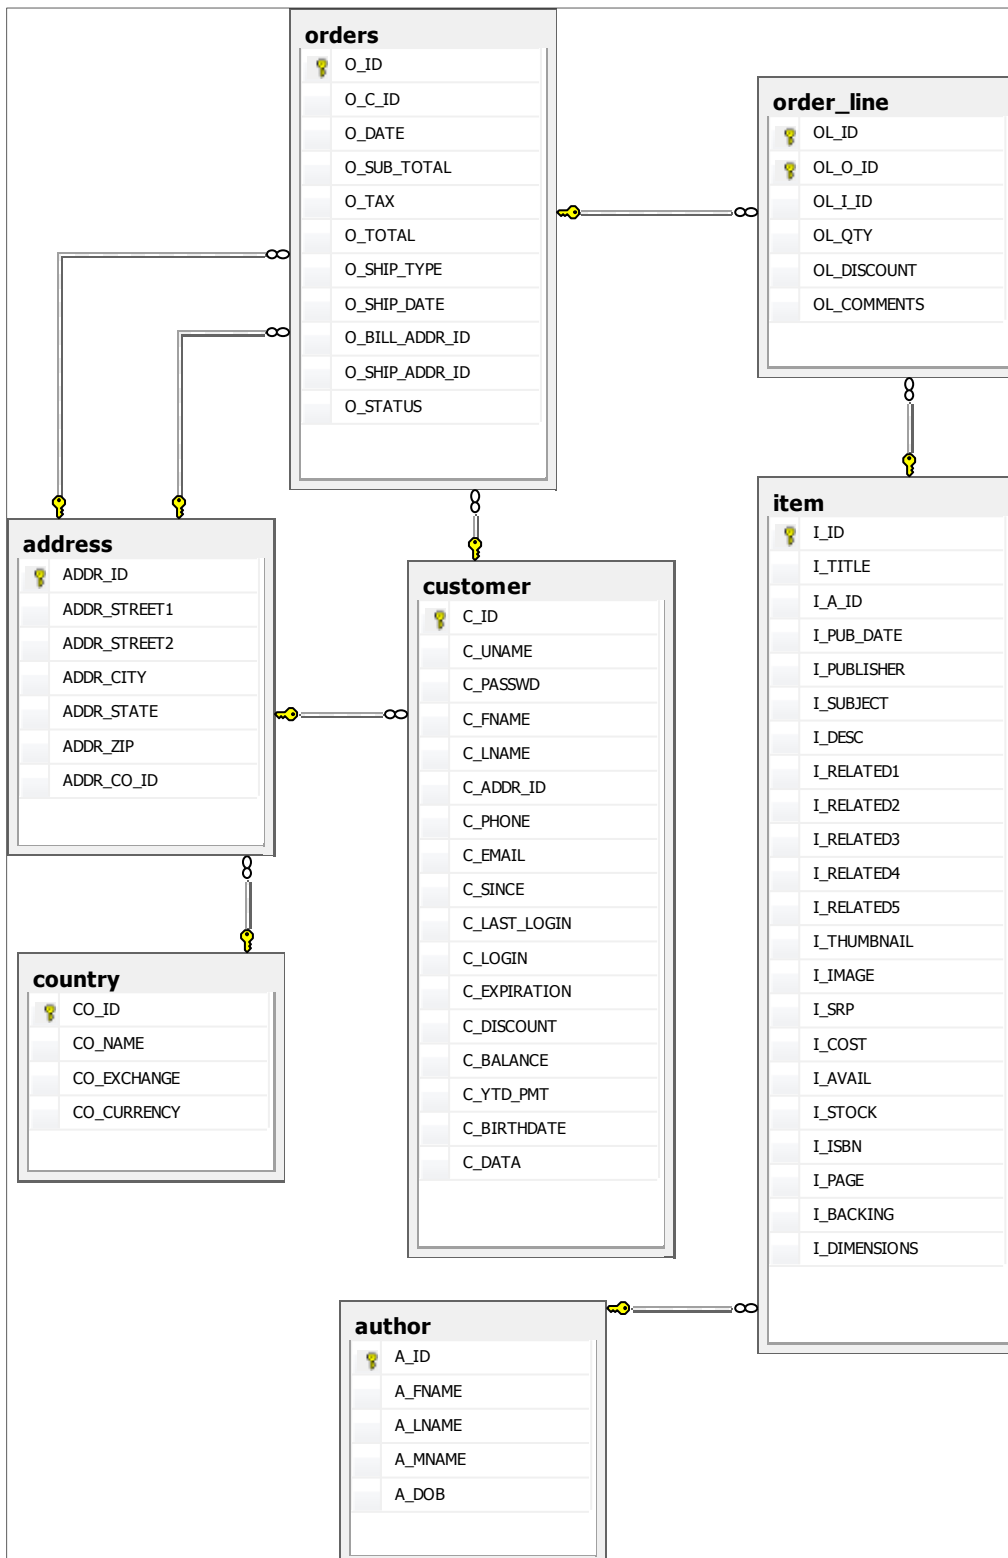 orders
O_ID
O_C_ID
O_DATE
O_SUB_TOTAL
O_TAX
O_TOTAL
O_SHIP_TYPE
O_SHIP_DATE
O_BILL_ADDR_ID
O_SHIP_ADDR_ID
O_STATUS
order_line
OL_ID
OL_O_ID
OL_I_ID
OL_QTY
OL_DISCOUNT
OL_COMMENTS
address
ADDR_ID
ADDR_STREET1
ADDR_STREET2
ADDR_CITY
ADDR_STATE
ADDR_ZIP
ADDR_CO_ID
customer
C_ID
C_UNAME
C_PASSWD
C_FNAME
C_LNAME
C_ADDR_ID
C_PHONE
C_EMAIL
C_SINCE
C_LAST_LOGIN
C_LOGIN
C_EXPIRATION
C_DISCOUNT
C_BALANCE
C_YTD_PMT
C_BIRTHDATE
C_DATA
item
I_ID
I_TITLE
I_A_ID
I_PUB_DATE
I_PUBLISHER
I_SUBJECT
I_DESC
I_RELATED1
I_RELATED2
I_RELATED3
I_RELATED4
I_RELATED5
I_THUMBNAIL
I_IMAGE
I_SRP
I_COST
I_AVAIL
I_STOCK
I_ISBN
I_PAGE
I_BACKING
I_DIMENSIONS
country
CO_ID
CO_NAME
CO_EXCHANGE
CO_CURRENCY
author
A_ID
A_FNAME
A_LNAME
A_MNAME
A_DOB